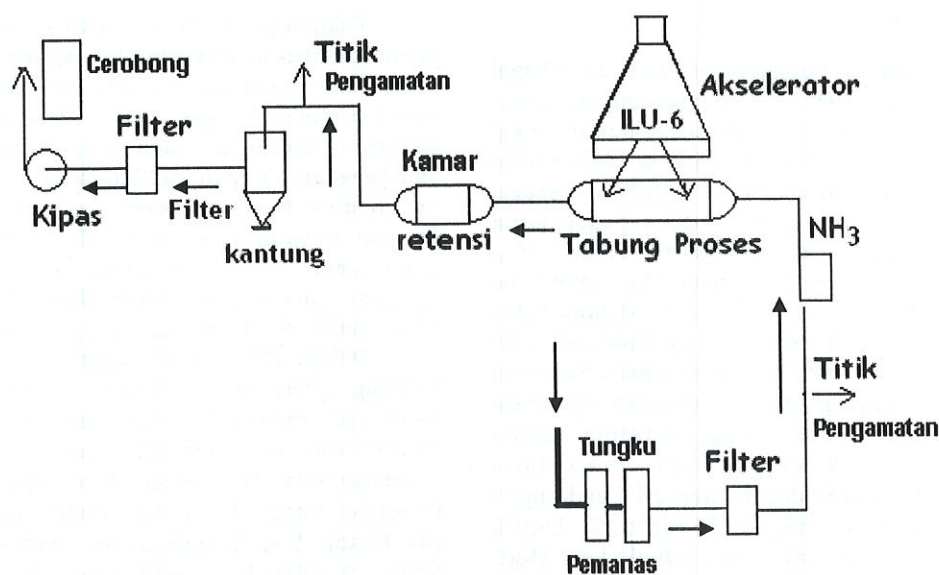 Cerobong
Titik
Pengamatan
Akselerator
ILU-6
Filter
Kamar
retensi
Kipas
Filter
kantung
Tabung Proses
NH3
Titik
Pengamatan
Tungku
Filter
Pemanas